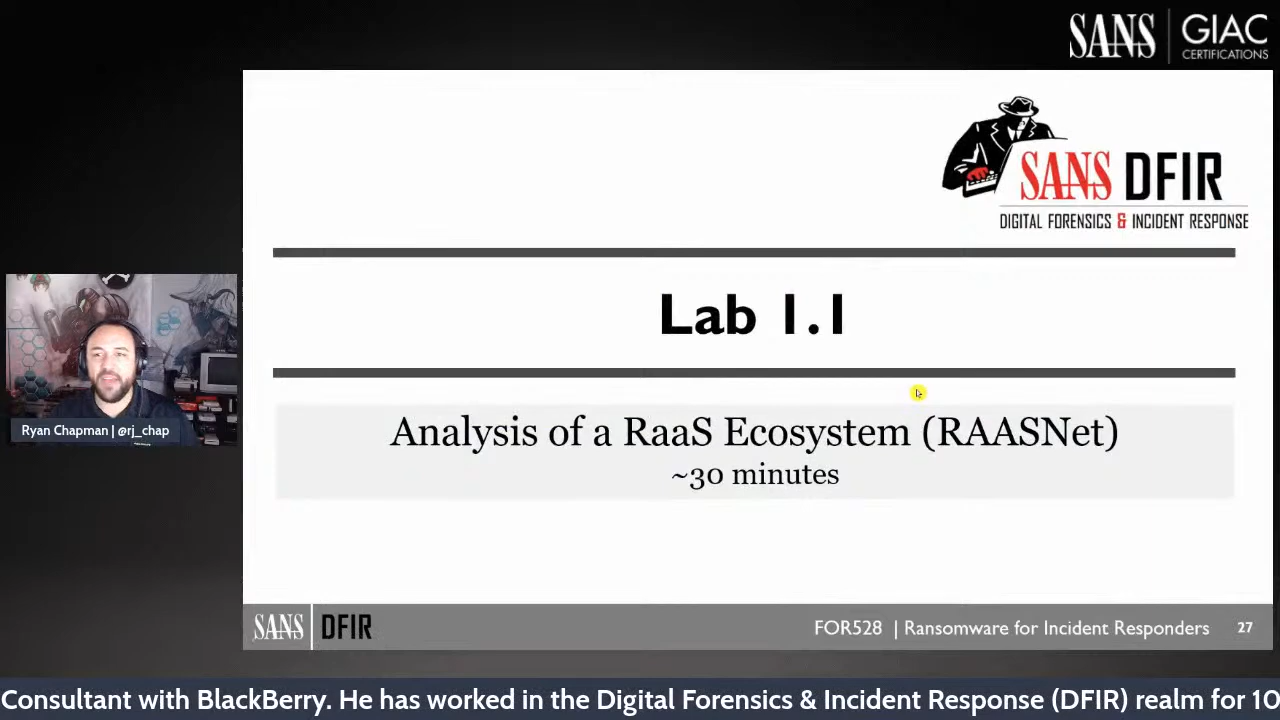 SANS GIAC
CERTIFICATIONS
SANS DFIR
DIGITAL FORENSICS & INCIDENT RESPONSE
Lab 1.1
Analysis of a RaaS Ecosystem (RAASNet)
~30 minutes
Ryan Chapman | @rj_chap
SANS DFIR
FOR528 | Ransomware for Incident Responders 27
Consultant with BlackBerry. He has worked in the Digital Forensics & Incident Response (DFIR) realm for 10